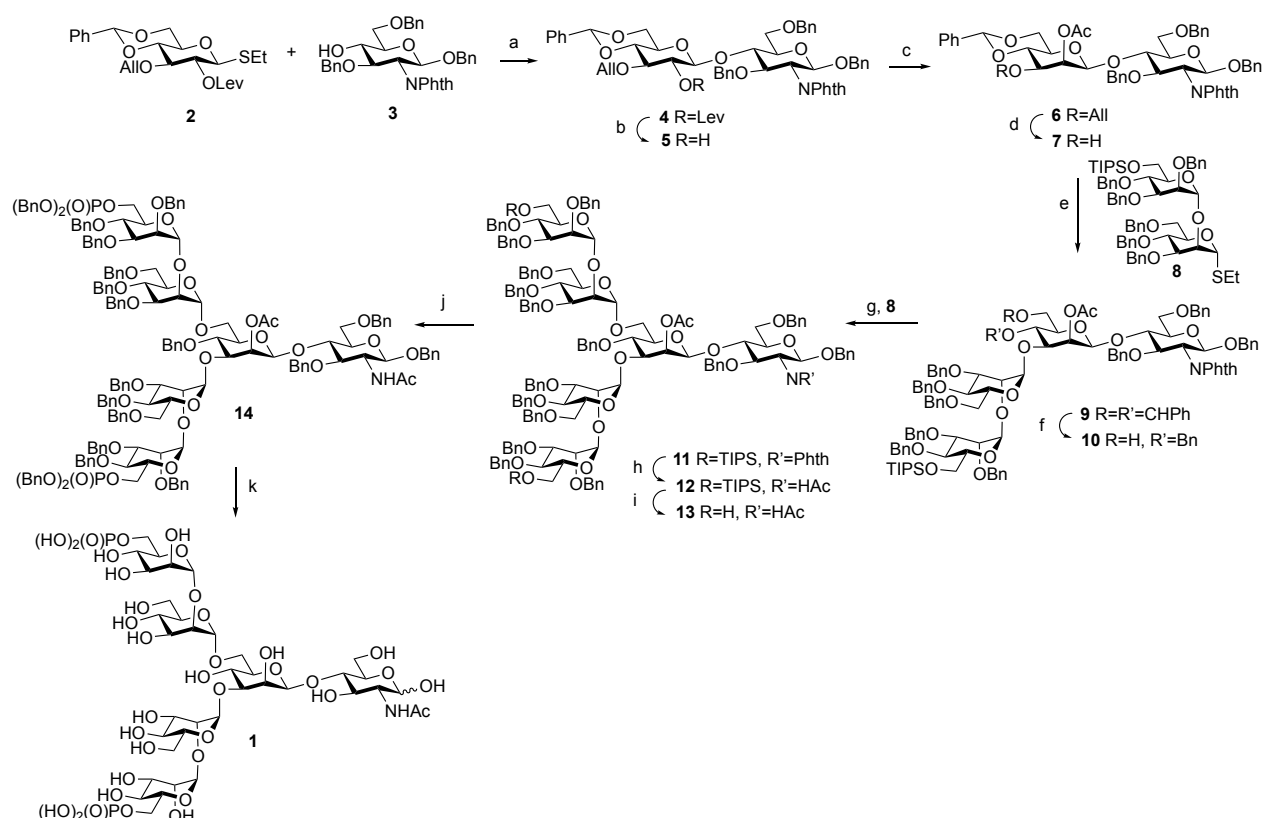 Ph O O O SEt
AllO OLev
2
+
OBn
HO O OBn
BnO NPhth
3
a
Ph O O O O OBn
AllO OR BnO O OBn
NPhth
b
4 R=Lev
5 R=H
c
Ph O O OAc O OBn
RO O BnO O OBn
NPhth
d
6 R=All
7 R=H
e
TIPSO OBn
BnO O
BnO
O
BnO
BnO O
BnO
SEt
8
RO OAc OBn
R'O O O O OBn
O BnO NPhth
BnO
BnO
BnO O
O
BnO
BnO O
TIPSO OBn
f
9 R=R'=CHPh
10 R=H, R'=Bn
g, 8
RO OBn
BnO O
BnO
O
BnO
BnO O
BnO
O OAc OBn
BnO O O O OBn
O BnO NR'
BnO
BnO
BnO O
O
BnO
BnO O
RO OBn
h
11 R=TIPS, R'=Phth
12 R=TIPS, R'=HAc
i
13 R=H, R'=HAc
j
(BnO)2(O)PO OBn
BnO O
BnO
O
BnO
BnO O
BnO
O OAc OBn
BnO O O O OBn
O BnO NHAc
BnO
BnO
BnO O
O
BnO
BnO O
(BnO)2(O)PO OBn
14
k
(HO)2(O)PO OH
HO O
HO
O
HO
HO O
HO
O OH OH
HO O O O OH
O HO NHAc
HO
HO
HO O
O
HO
HO O
(HO)2(O)PO OH
1